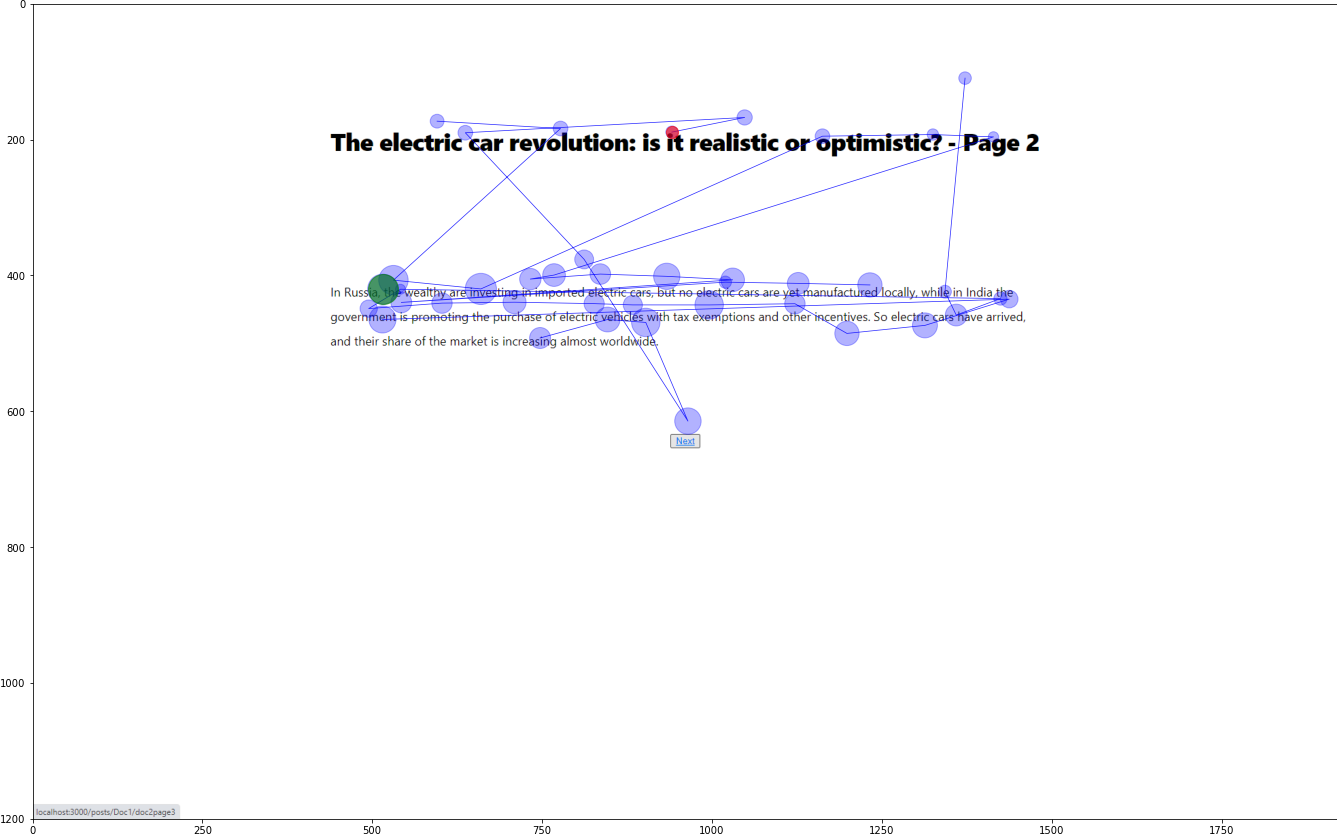 0
200
The electric car revolution: is it realistic or optimistic? - Page 2
400
In Russia, the wealthy are investing in imported electric cars, but no electric cars are yet manufactured locally, while in India the
government is promoting the purchase of electric vehicles with tax exemptions and other incentives. So electric cars have arrived,
and their share of the market is increasing almost worldwide.
600
Next
800
1000
localhost:3000/posts/Doc1/doc2page3
1200
0 250 500 750 1000 1250 1500 1750